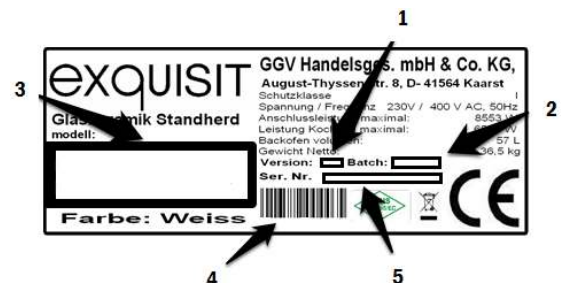 1
exquisit
GGV Handelsges. mbH & Co. KG,
August-Thyssen str. 8, D- 41564 Kaarst
3
Schutzklasse I
Spannung / Frequenz 230V / 400 V AC, 50Hz
2
Glaskeramik Standherd
Anschlussleistung maximal: 8553 W
modell:
Leistung maximal: W
Backofen volumen: 57 L
Gewicht Netto: 36,5 kg
Version: Batch:
Ser. Nr.
Farbe: Weiss
CE
4
5